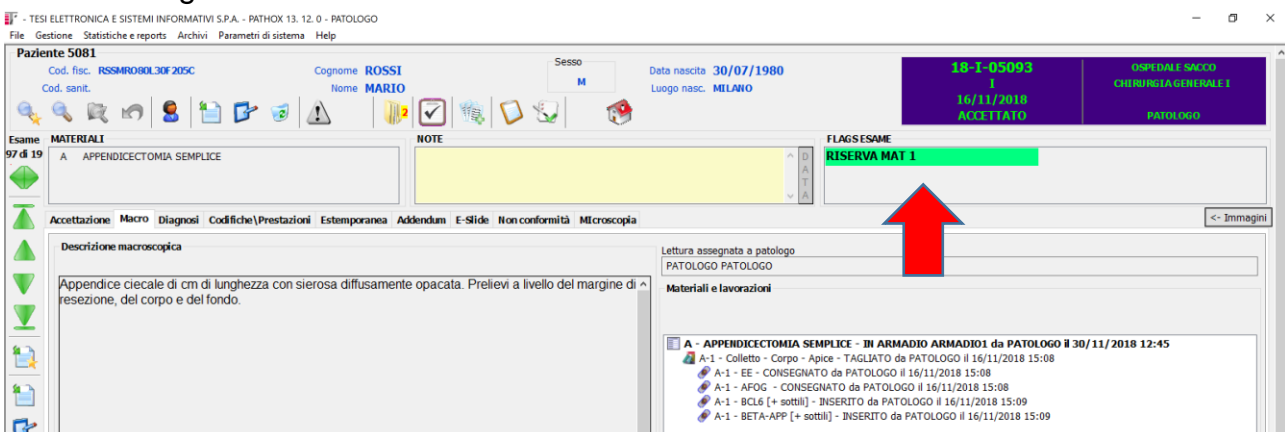 - TESI ELETTRONICA E SISTEMI INFORMATIVI S.P.A. - PATHOX 13. 12. 0 - PATOLOGO
File Gestione Statistiche e reports Archivi Parametri di sistema Help
Paziente 5081
Cod. fisc. RSSMRO80L30F205C Cognome ROSSI Sesso Data nascita 30/07/1980 18-I-05093 OSPEDALE SACCO
Cod. sanit. Nome MARIO M Luogo nasc. MILANO I CHIRURGIA GENERALE I
16/11/2018
ACCETTATO PATOLOGO
2
Esame MATERIALI NOTE FLAGS ESAME
97 di 19 A APPENDICECTOMIA SEMPLICE DATA RISERVA MAT 1
Accettazione Macro Diagnosi Codifiche\Prestazioni Estemporanea Addendum E-Slide Non conformità MIcroscopia <- Immagini
Descrizione macroscopica
Lettura assegnata a patologo
PATOLOGO PATOLOGO
Appendice ciecale di cm di lunghezza con sierosa diffusamente opacata. Prelievi a livello del margine di
resezione, del corpo e del fondo.
Materiali e lavorazioni
A - APPENDICECTOMIA SEMPLICE - IN ARMADIO ARMADIO1 da PATOLOGO il 30/11/2018 12:45
A-1 - Colletto - Corpo - Apice - TAGLIATO da PATOLOGO il 16/11/2018 15:08
A-1 - EE - CONSEGNATO da PATOLOGO il 16/11/2018 15:08
A-1 - AFOG - CONSEGNATO da PATOLOGO il 16/11/2018 15:08
A-1 - BCL6 [+ sottili] - INSERITO da PATOLOGO il 16/11/2018 15:09
A-1 - BETA-APP [+ sottili] - INSERITO da PATOLOGO il 16/11/2018 15:09